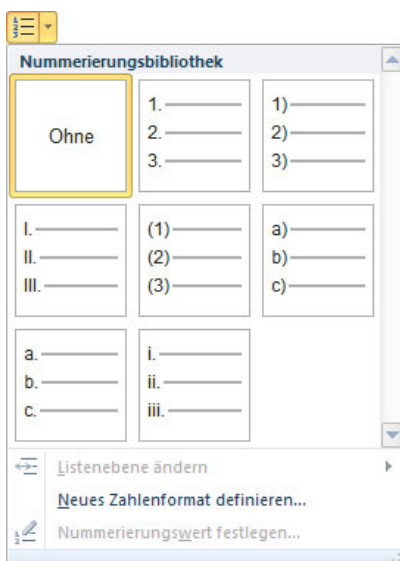 Nummerierungsbibliothek
Ohne
1.
2.
3.
1)
2)
3)
I.
II.
III.
(1)
(2)
(3)
a)
b)
c)
a.
b.
c.
i.
ii.
iii.
Listenebene ändern
Neues Zahlenformat definieren...
Nummerierungswert festlegen...